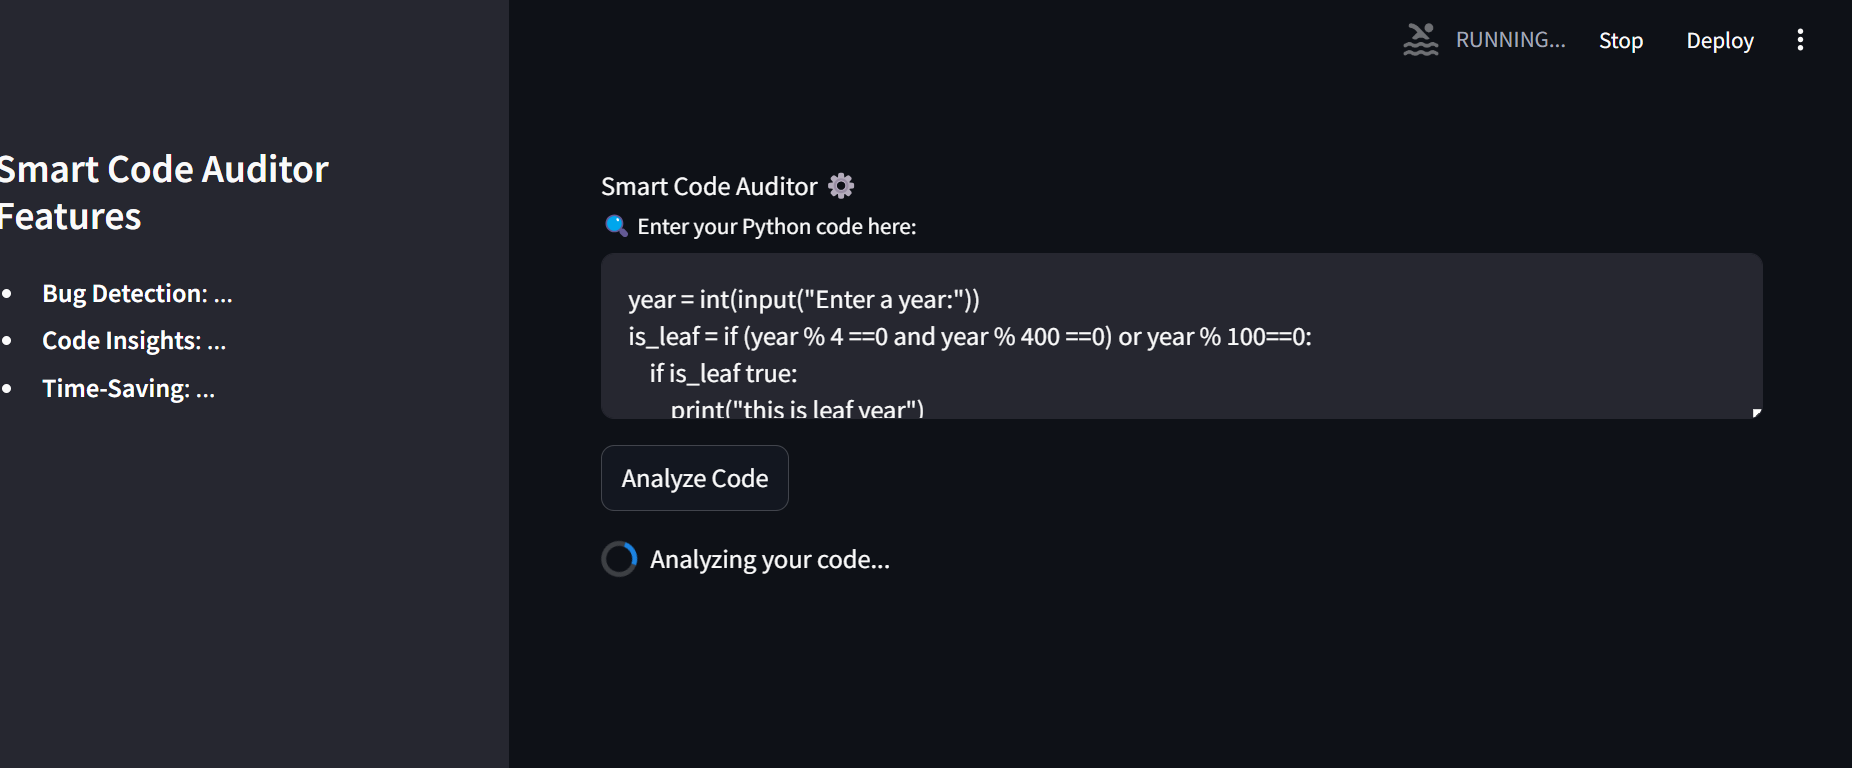 RUNNING...
Stop
Deploy
Smart Code Auditor
Features
Bug Detection: ...
Code Insights: ...
Time-Saving: ...
Smart Code Auditor
Enter your Python code here:
year = int(input("Enter a year:"))
is_leaf = if (year % 4 ==0 and year % 400 ==0) or year % 100==0:
if is_leaf true:
print("this is leaf year")
Analyze Code
Analyzing your code...